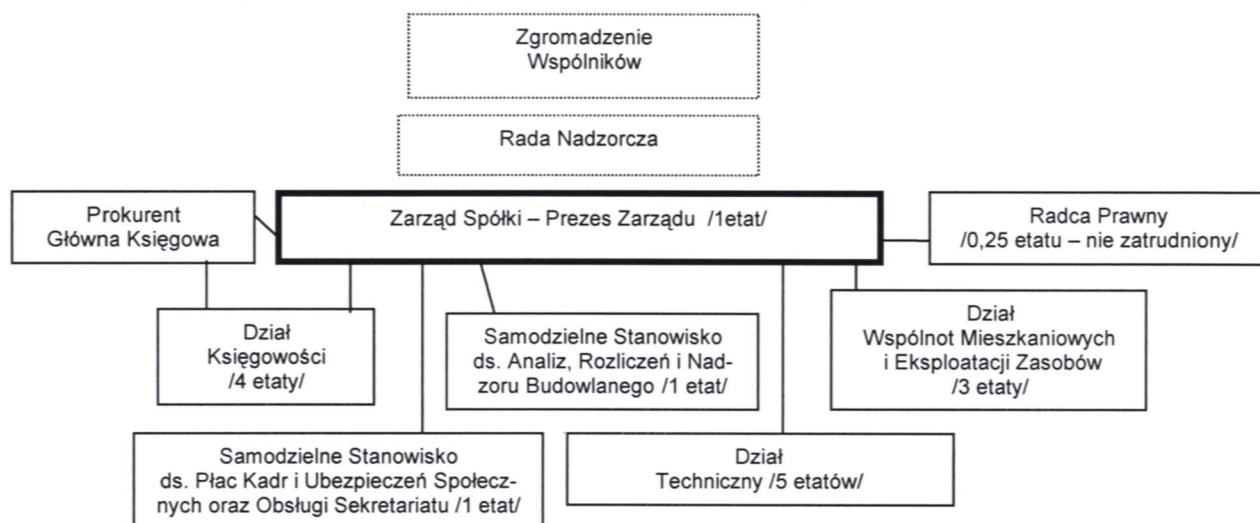 Zgromadzenie
Wspólników
Rada Nadzorcza
Prokurent
Główna Księgowa
Zarząd Spółki – Prezes Zarządu /1etat/
Radca Prawny
/0,25 etatu – nie zatrudniony/
Dział
Księgowości
/4 etaty/
Samodzielne Stanowisko
ds. Analiz, Rozliczeń i Nad-
zoru Budowlanego /1 etat/
Dział
Wspólnot Mieszkaniowych
i Eksploatacji Zasobów
/3 etaty/
Samodzielne Stanowisko
ds. Płac Kadr i Ubezpieczeń Społecz-
nych oraz Obsługi Sekretariatu /1 etat/
Dział
Techniczny /5 etatów/